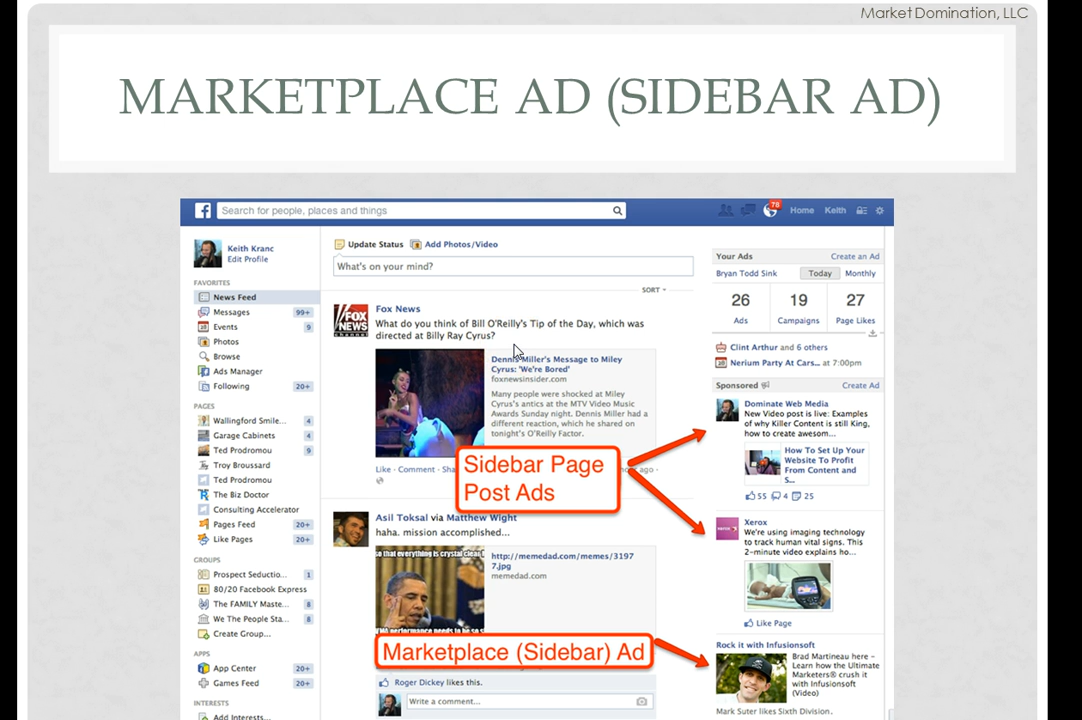 Market Domination, LLC
MARKETPLACE AD (SIDEBAR AD)
f
Search for people, places and things
78
Home
Keith
Keith Kranc
Edit Profile
FAVORITES
News Feed
Messages
99+
Events
9
Photos
Browse
Ads Manager
Following
20+
PAGES
Wallingford Smile...
4
Garage Cabinets
4
Ted Prodromou
9
Troy Broussard
Ted Prodromou
The Biz Doctor
Consulting Accelerator
Pages Feed
20+
Like Pages
20+
GROUPS
Prospect Seductio...
1
80/20 Facebook Express
The FAMILY Maste...
8
We The People Sta...
8
Create Group...
APPS
App Center
20+
Games Feed
20+
INTERESTS
Add Interests...
Update Status
Add Photos/Video
What's on your mind?
SORT
FOX
NEWS
channel
Fox News
What do you think of Bill O'Reilly's Tip of the Day, which was
directed at Billy Ray Cyrus?
Dennis Miller's Message to Miley
Cyrus: 'We're Bored'
foxnewsinsider.com
Many people were shocked at Miley
Cyrus's antics at the MTV Video Music
Awards Sunday night. Dennis Miller had a
different reaction, which he shared on
tonight's O'Reilly Factor.
Like · Comment · Sha
Sidebar Page
Post Ads
Asil Toksal via Matthew Wight
haha. mission accomplished...
so that everything is crystal clear
http://memedad.com/memes/3197
7.jpg
memedad.com
Marketplace (Sidebar) Ad
Roger Dickey likes this.
Write a comment...
Your Ads
Create an Ad
Bryan Todd Sink
Today
Monthly
26
19
27
Ads
Campaigns
Page Likes
Clint Arthur and 6 others
Nerium Party At Cars... at 7:00pm
Sponsored
Create Ad
Dominate Web Media
New Video post is live: Examples
of why Killer Content is still King,
how to create awesom...
How To Set Up Your
Website To Profit
From Content and
S...
55
4
25
Xerox
We're using imaging technology
to track human vital signs. This
2-minute video explains ho...
Like Page
Rock it with Infusionsoft
Brad Martineau here –
Learn how the Ultimate
Marketers® crush it
with Infusionsoft
(Video)
Mark Suter likes Sixth Division.